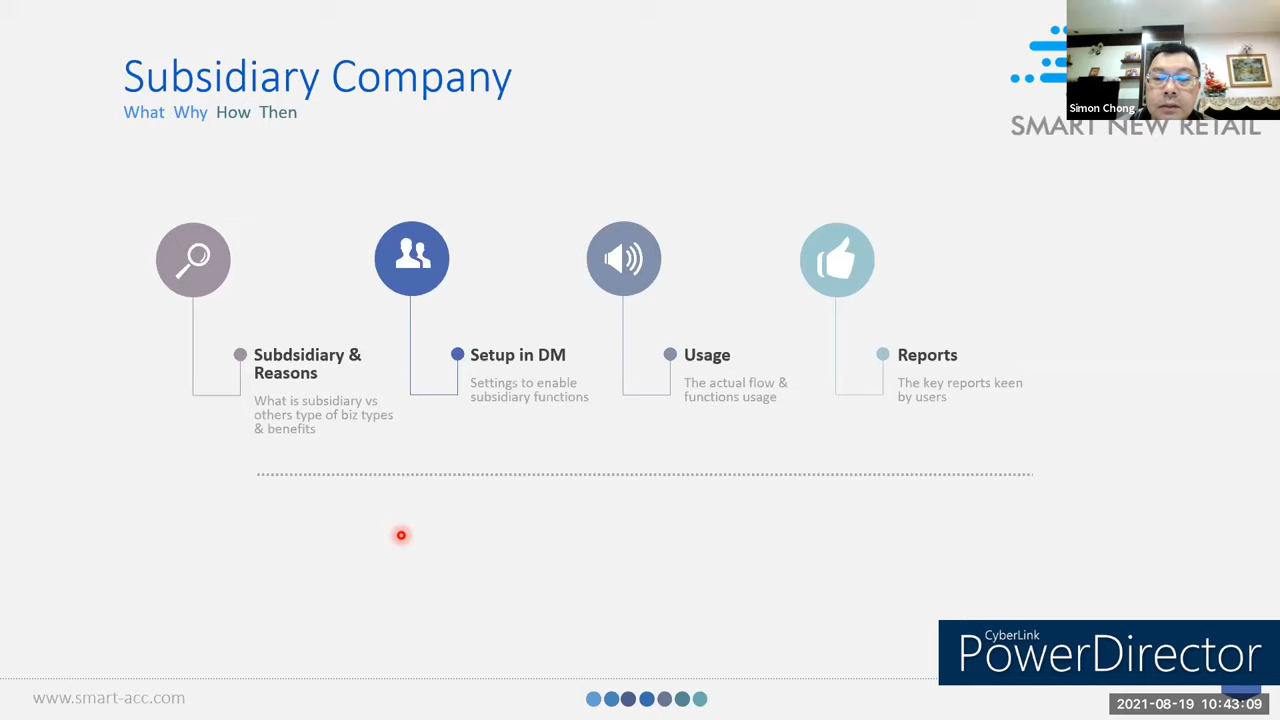 Subsidiary Company
What Why How Then
Simon Chong
SMART NEW RETAIL
Subdsidiary &
Reasons
What is subsidiary vs
others type of biz types
& benefits
Setup in DM
Settings to enable
subsidiary functions
Usage
The actual flow &
functions usage
Reports
The key reports keen
by users
CyberLink
PowerDirector
www.smart-acc.com
2021-08-19 10:43:09